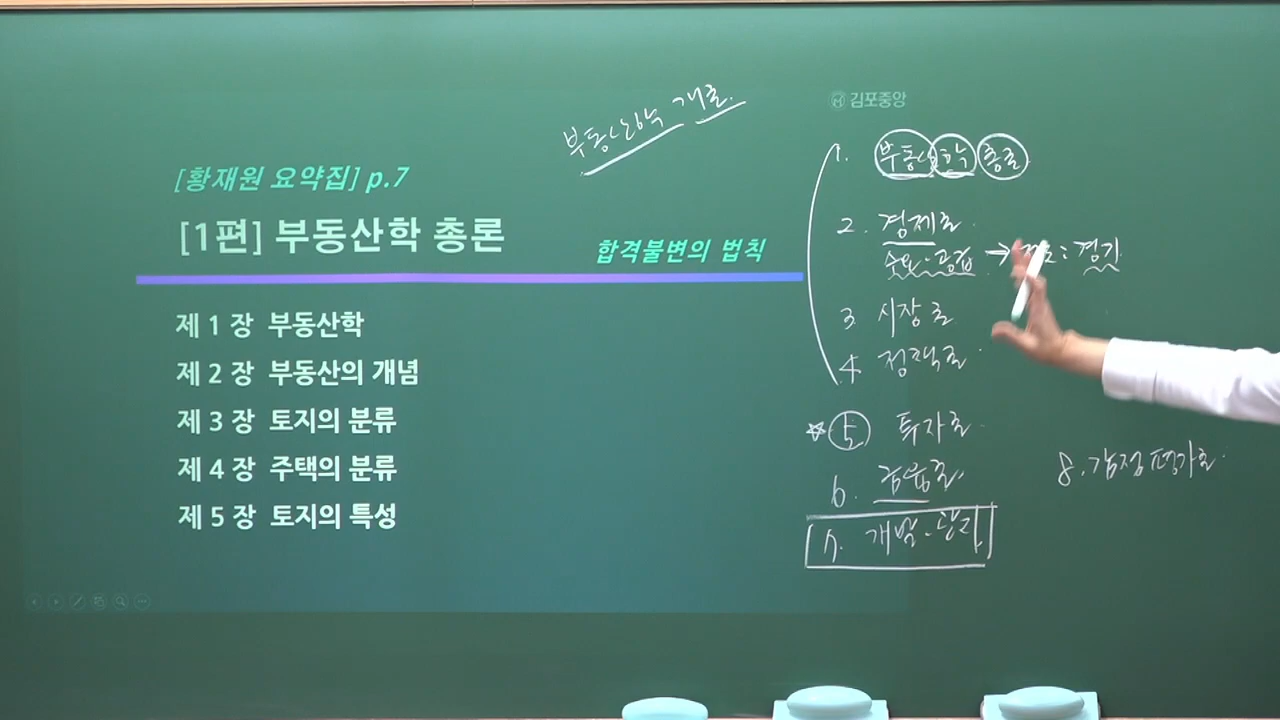 부동산학 개론.
김포중앙
[황재원 요약집] p.7
[1편] 부동산학 총론
합격불변의 법칙
제 1 장 부동산학
제 2 장 부동산의 개념
제 3 장 토지의 분류
제 4 장 주택의 분류
제 5 장 토지의 특성
1. 부동산 학 총론
2. 경제론.
수요·공급 → : 경기
3. 시장론
4. 정책론
☆ 5 투자론.
6. 금융론
7. 개발·관리
8. 감정평가론.